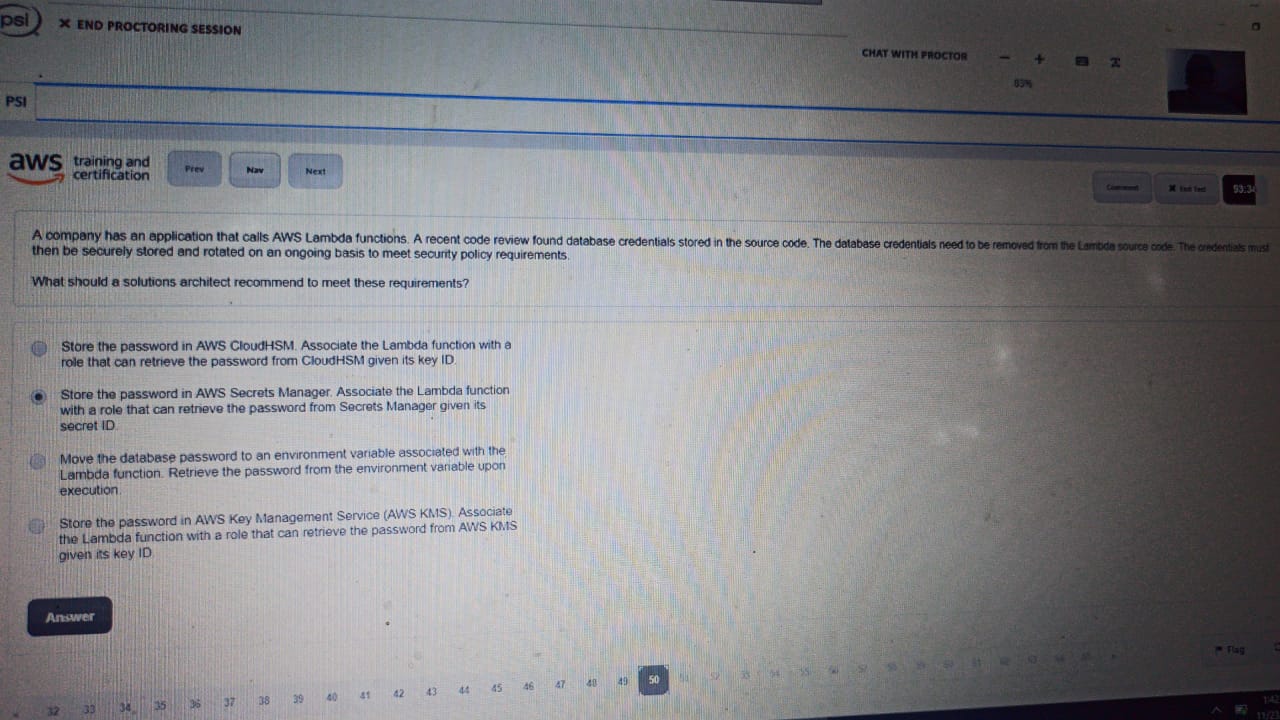 psi
× END PROCTORING SESSION
CHAT WITH PROCTOR
− +
PSI
aws training and
certification
Prev
Nav
Next
Comment
93:34
A company has an application that calls AWS Lambda functions. A recent code review found database credentials stored in the source code. The database credentials need to be removed from the Lambda source code. The credentials must
then be securely stored and rotated on an ongoing basis to meet security policy requirements.
What should a solutions architect recommend to meet these requirements?
Store the password in AWS CloudHSM. Associate the Lambda function with a
role that can retrieve the password from CloudHSM given its key ID.
Store the password in AWS Secrets Manager. Associate the Lambda function
with a role that can retrieve the password from Secrets Manager given its
secret ID.
Move the database password to an environment variable associated with the
Lambda function. Retrieve the password from the environment variable upon
execution.
Store the password in AWS Key Management Service (AWS KMS). Associate
the Lambda function with a role that can retrieve the password from AWS KMS
given its key ID.
Answer
Flag
32 33 34 35 36 37 38 39 40 41 42 43 44 45 46 47 48 49 50